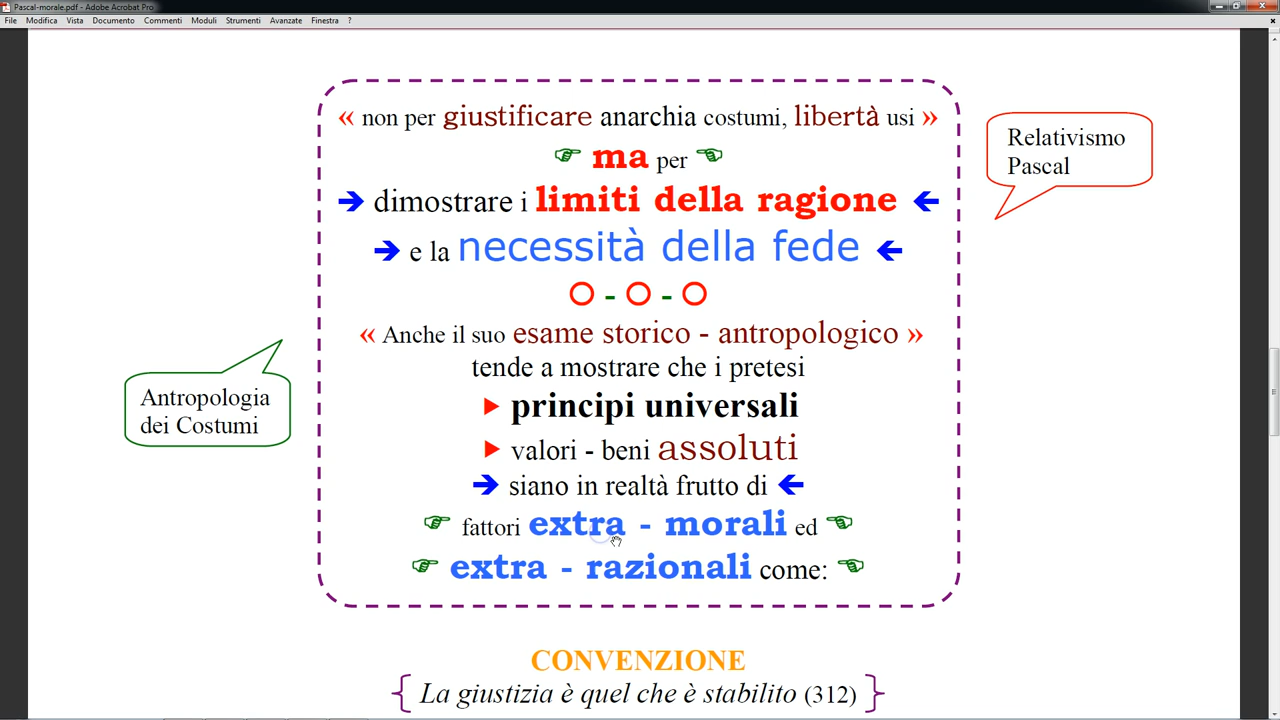 Pascal-morale.pdf - Adobe Acrobat Pro
File Modifica Vista Documento Commenti Moduli Strumenti Avanzate Finestra ?
« non per giustificare anarchia costumi, libertà usi »
ma per
dimostrare i limiti della ragione
e la necessità della fede
O - O - O
« Anche il suo esame storico - antropologico »
tende a mostrare che i pretesi
principi universali
valori - beni assoluti
siano in realtà frutto di
fattori extra - morali ed
extra - razionali come:
Relativismo
Pascal
Antropologia
dei Costumi
CONVENZIONE
{ La giustizia è quel che è stabilito (312) }